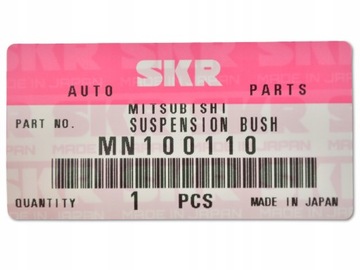 SKR
AUTO PARTS
MITSUBISHI
PART NO. SUSPENSION BUSH
MN100110
QUANTITY 1 PCS MADE IN JAPAN